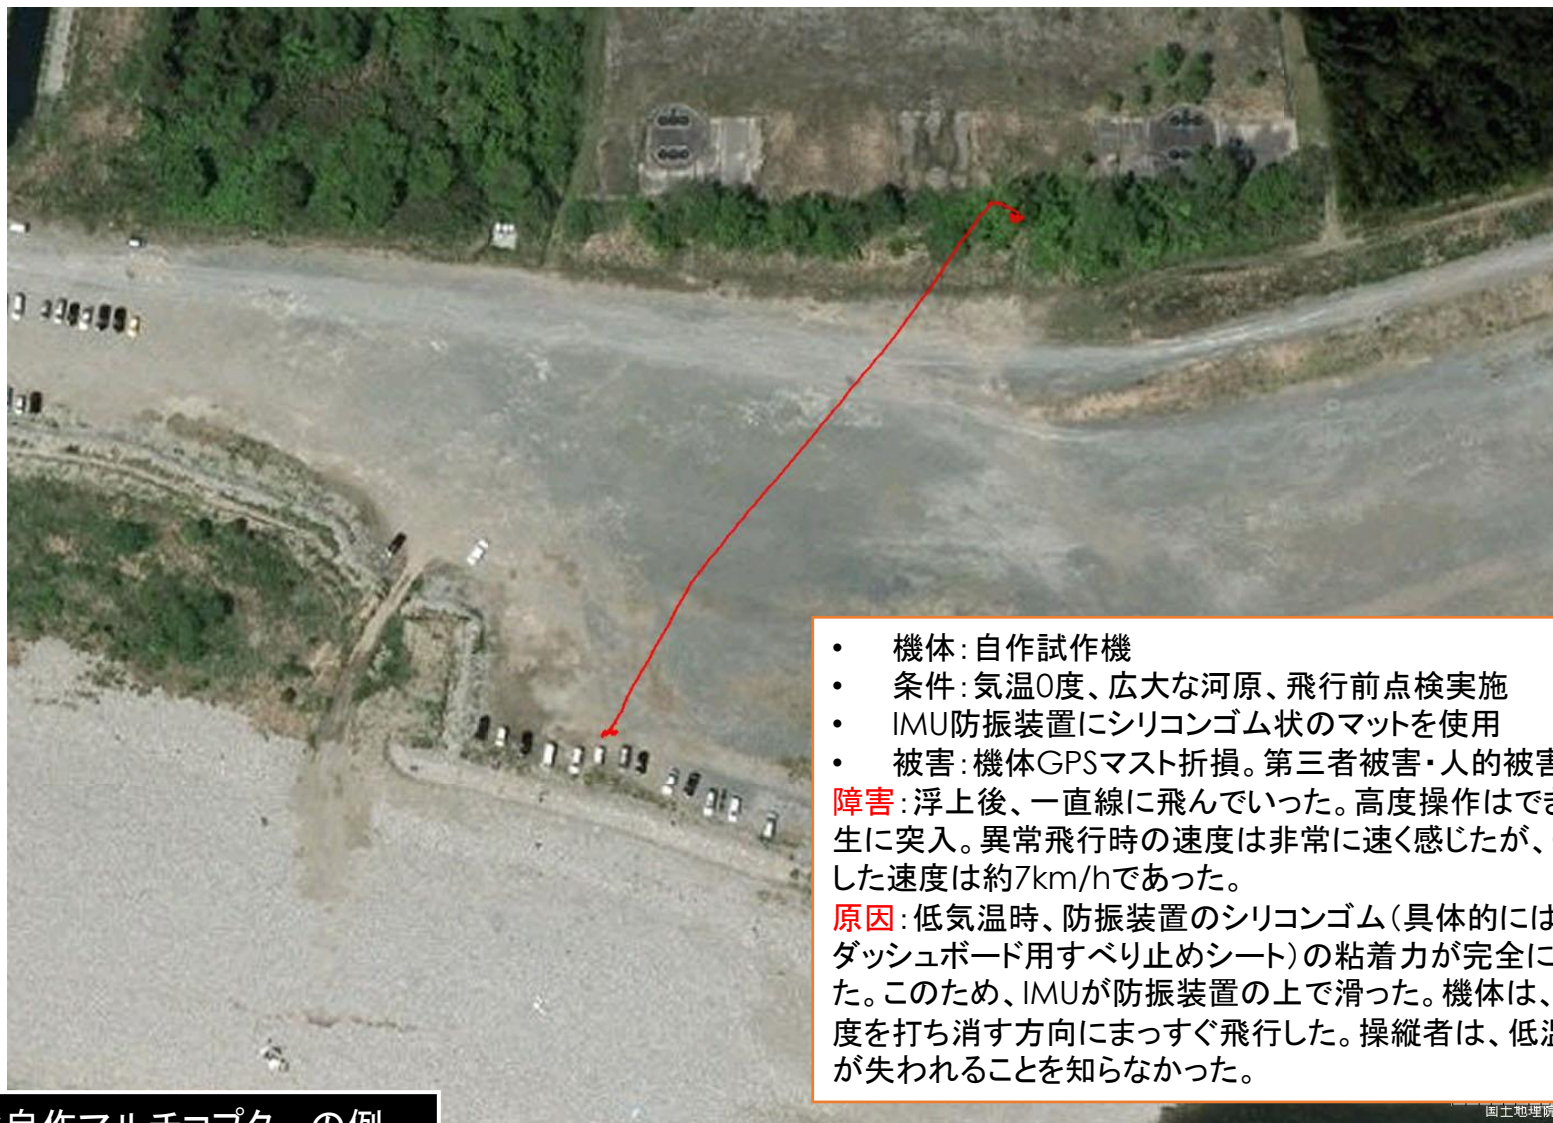 • 機体：自作試作機
• 条件：気温0度、広大な河原、飛行前点検実施
• IMU防振装置にシリコンゴム状のマットを使用
• 被害：機体GPSマスト折損。第三者被害・人的被害
障害：浮上後、一直線に飛んでいった。高度操作はでき
生に突入。異常飛行時の速度は非常に速く感じたが、
した速度は約7km/hであった。
原因：低気温時、防振装置のシリコンゴム（具体的には
ダッシュボード用すべり止めシート）の粘着力が完全に
た。このため、IMUが防振装置の上で滑った。機体は、
度を打ち消す方向にまっすぐ飛行した。操縦者は、低温
が失われることを知らなかった。
自作マルチコプターの例
国土地理院